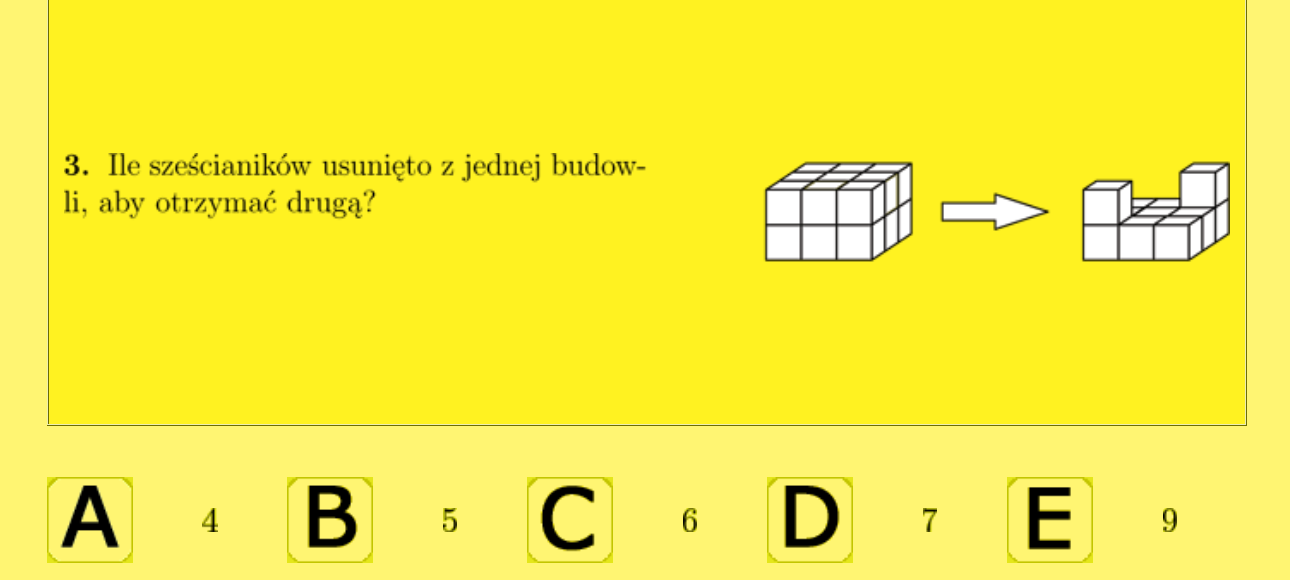 3. Ile sześcianików usunięto z jednej budow-
li, aby otrzymać drugą?
A 4 B 5 C 6 D 7 E 9